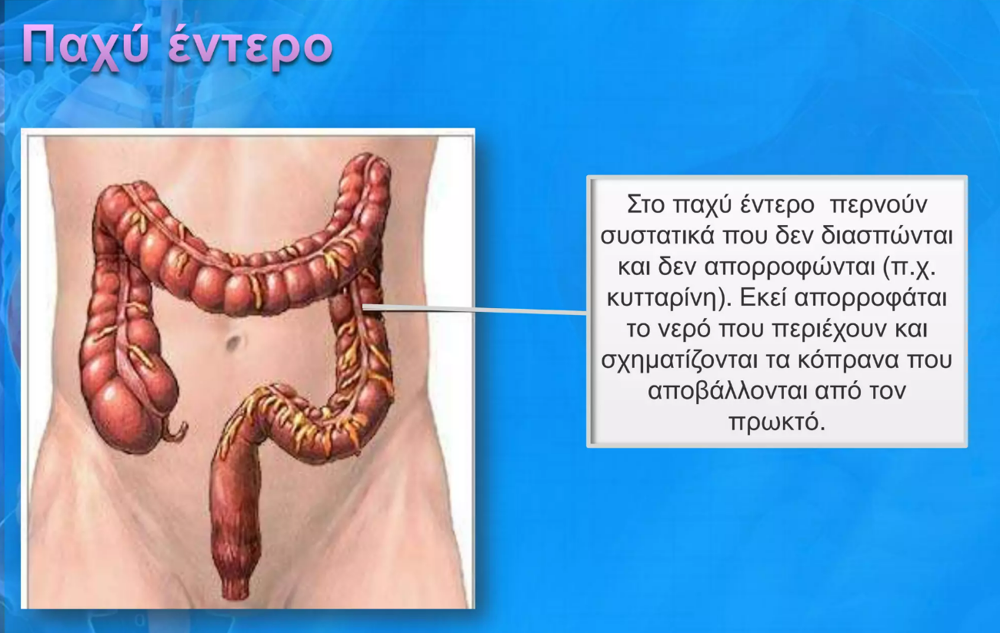 Παχύ έντερο
Στο παχύ έντερο  περνούν
συστατικά που δεν διασπώνται
και δεν απορροφώνται (π.χ.
κυτταρίνη). Εκεί απορροφάται
το νερό που περιέχουν και
σχηματίζονται τα κόπρανα που
αποβάλλονται από τον
πρωκτό.